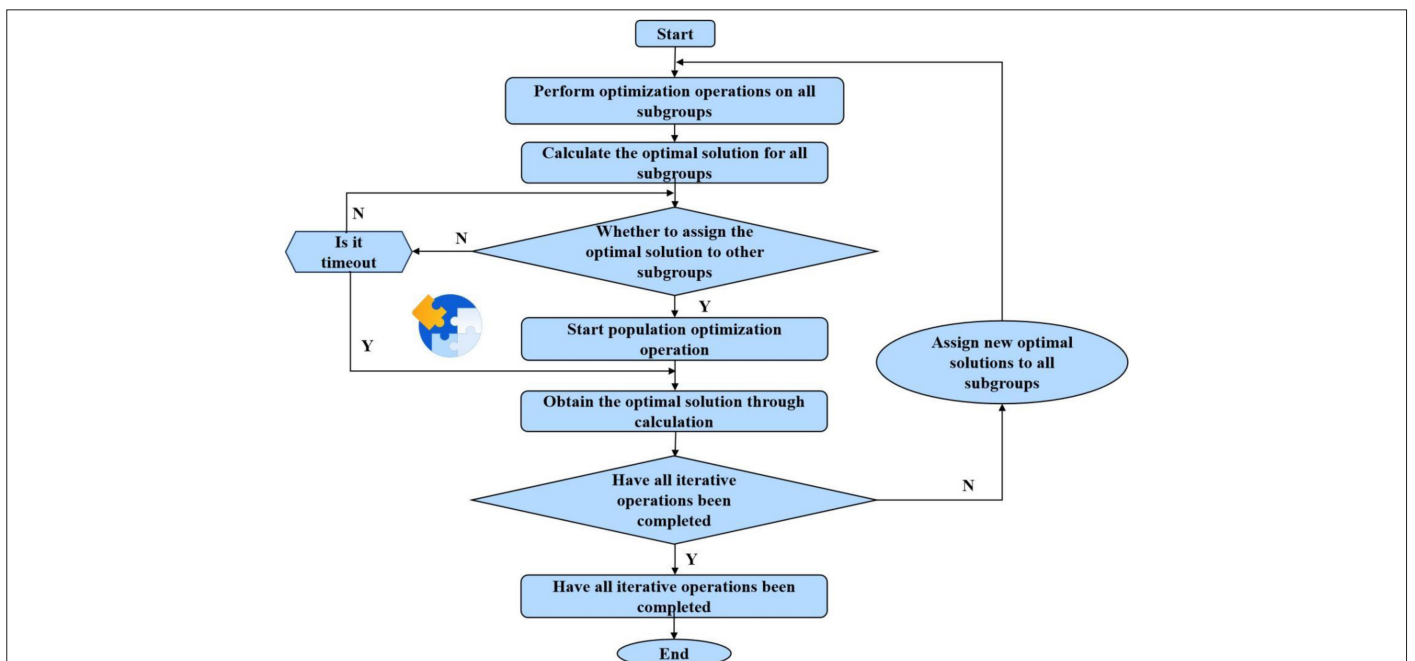 Start
Perform optimization operations on all
subgroups
Calculate the optimal solution for all
subgroups
N
Is it
timeout
N
Whether to assign the
optimal solution to other
subgroups
Y
Start population optimization
operation
Y
Assign new optimal
solutions to all
subgroups
Obtain the optimal solution through
calculation
Have all iterative
operations been
completed
N
Y
Have all iterative operations been
completed
End